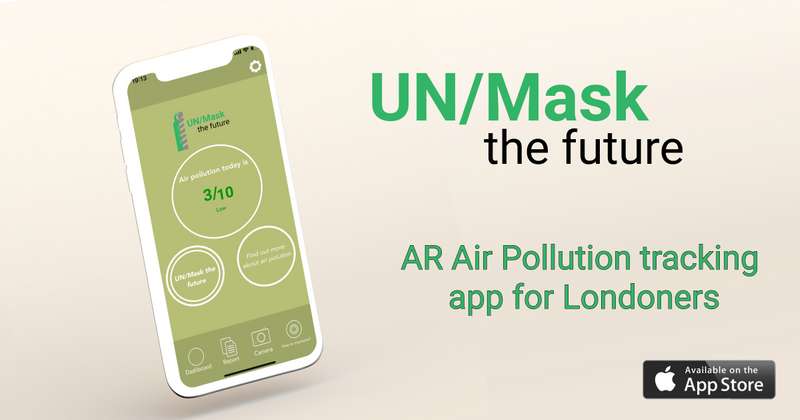 19:13
UN/Mask
the future
Air pollution today is
3/10
Low
UN/Mask the
future
Find out more
about air pollution
Dashboard
Report
Camera
UN/Mask
the future
AR Air Pollution tracking
app for Londoners
Available on the
App Store